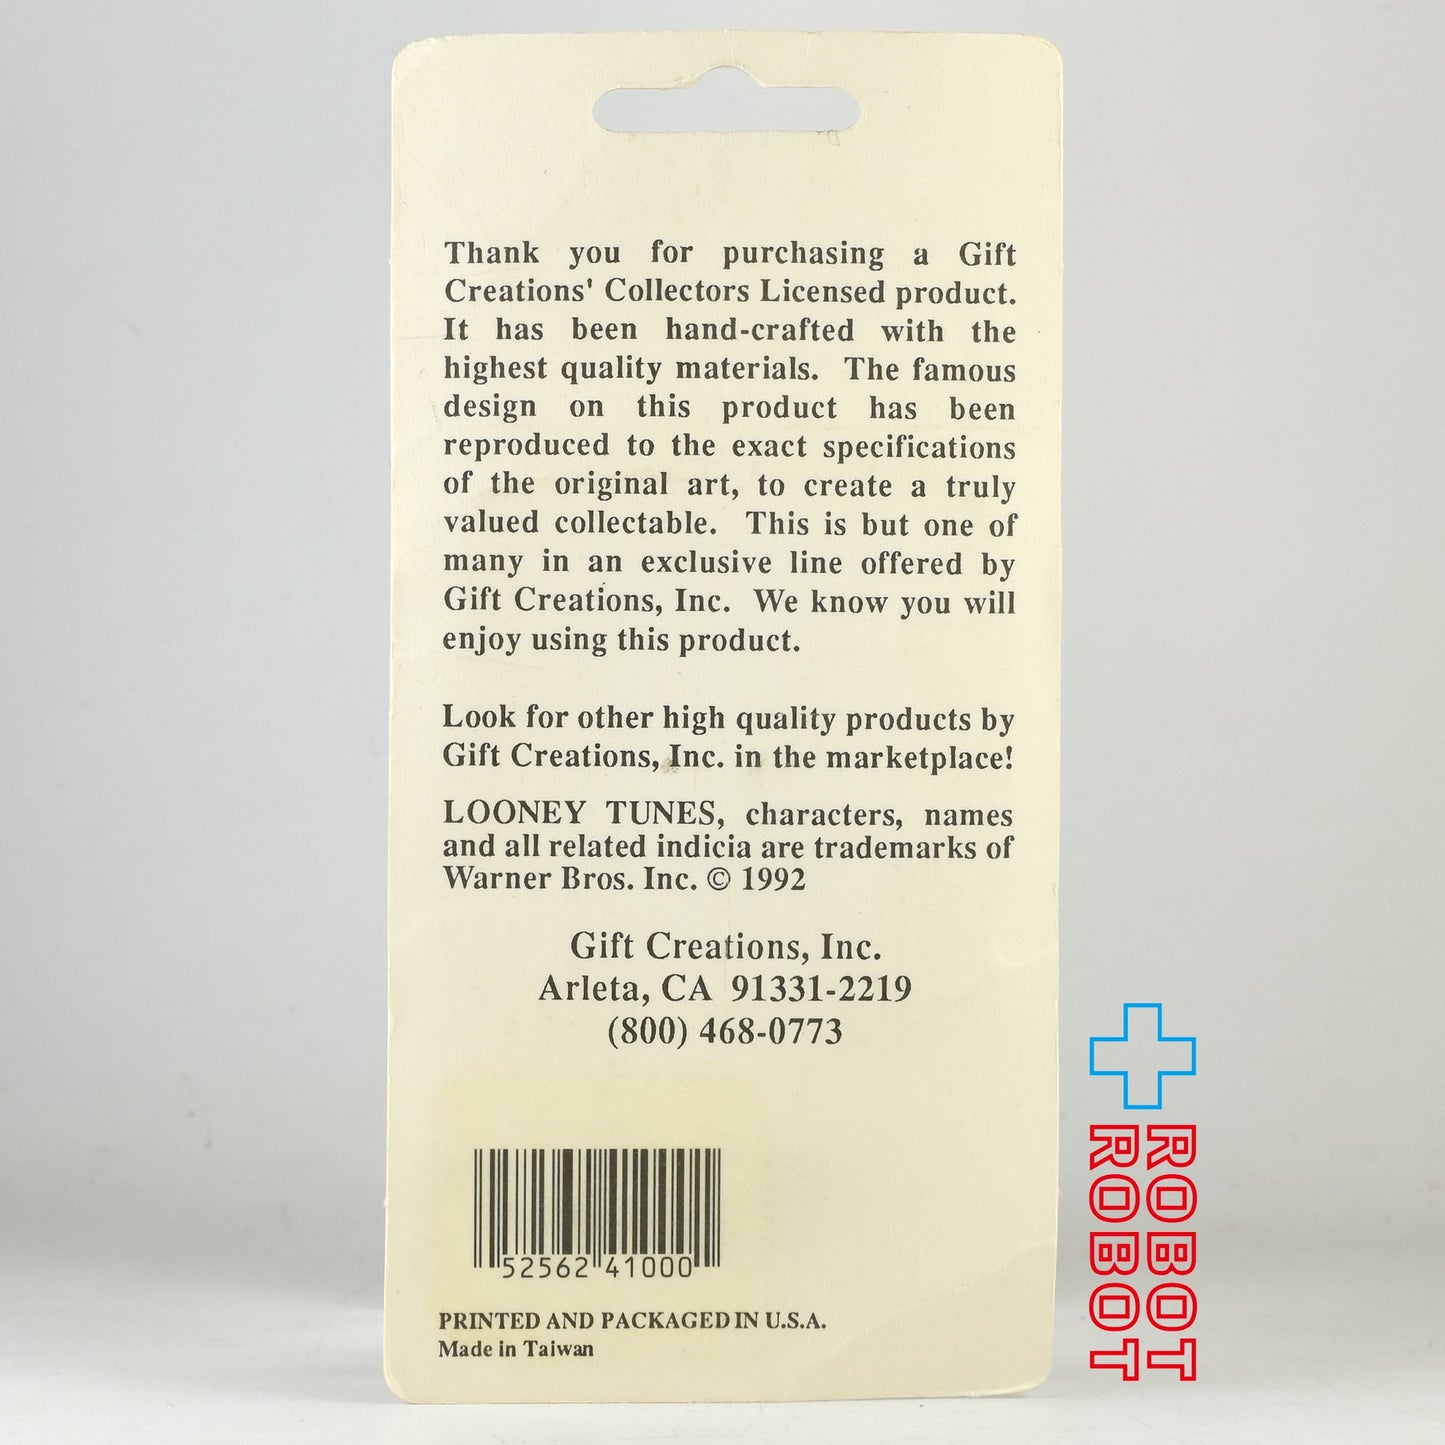 Thank you for purchasing a Gift
Creations' Collectors Licensed product.
It has been hand-crafted with the
highest quality materials. The famous
design on this product has been
reproduced to the exact specifications
of the original art, to create a truly
valued collectable. This is but one of
many in an exclusive line offered by
Gift Creations, Inc. We know you will
enjoy using this product.
Look for other high quality products by
Gift Creations, Inc. in the marketplace!
LOONEY TUNES, characters, names
and all related indicia are trademarks of
Warner Bros. Inc. © 1992
Gift Creations, Inc.
Arleta, CA 91331-2219
(800) 468-0773
52562 41000
PRINTED AND PACKAGED IN U.S.A.
Made in Taiwan
ROBOT
ROBOT